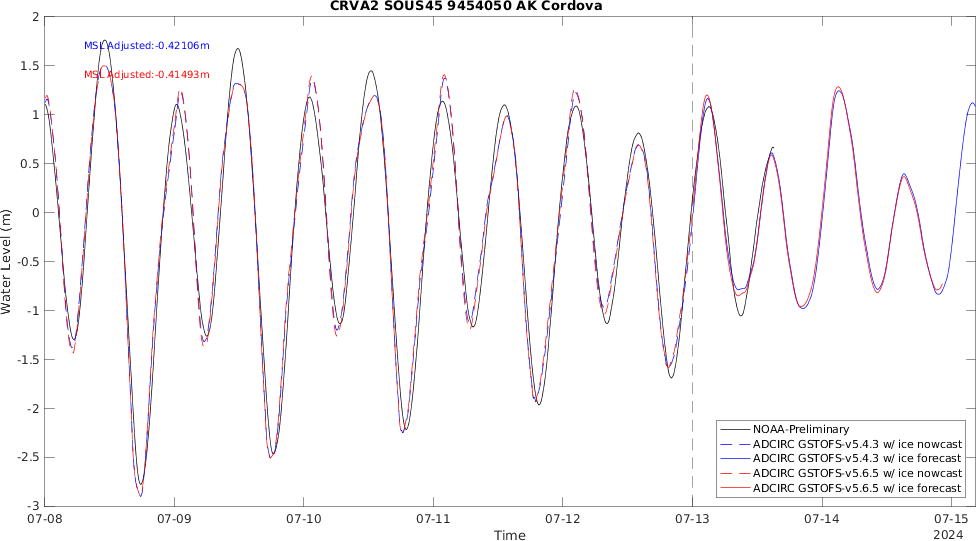 CRVA2 SOUS45 9454050 AK Cordova
MSL Adjusted:-0.42106m
MSL Adjusted:-0.41493m
2
1.5
1
0.5
0
-0.5
-1
-1.5
-2
-2.5
-3
Water Level (m)
NOAA-Preliminary
ADCIRC GSTOFS-v5.4.3 w/ ice nowcast
ADCIRC GSTOFS-v5.4.3 w/ ice forecast
ADCIRC GSTOFS-v5.6.5 w/ ice nowcast
ADCIRC GSTOFS-v5.6.5 w/ ice forecast
07-08 07-09 07-10 07-11 07-12 07-13 07-14 07-15
Time
2024